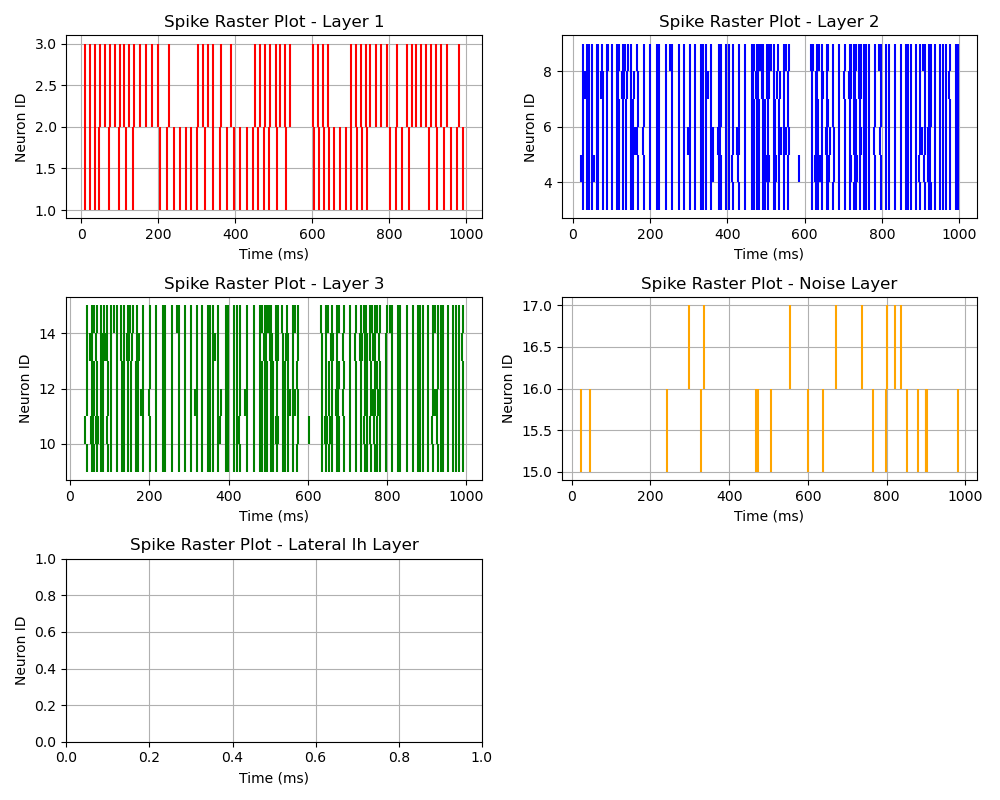 Spike Raster Plot - Layer 1
Neuron ID
3.0
2.5
2.0
1.5
1.0
0 200 400 600 800 1000
Time (ms)
Spike Raster Plot - Layer 2
Neuron ID
8
6
4
0 200 400 600 800 1000
Time (ms)
Spike Raster Plot - Layer 3
Neuron ID
14
12
10
0 200 400 600 800 1000
Time (ms)
Spike Raster Plot - Noise Layer
Neuron ID
17.0
16.5
16.0
15.5
15.0
0 200 400 600 800 1000
Time (ms)
Spike Raster Plot - Lateral Ih Layer
Neuron ID
1.0
0.8
0.6
0.4
0.2
0.0
0.0 0.2 0.4 0.6 0.8 1.0
Time (ms)